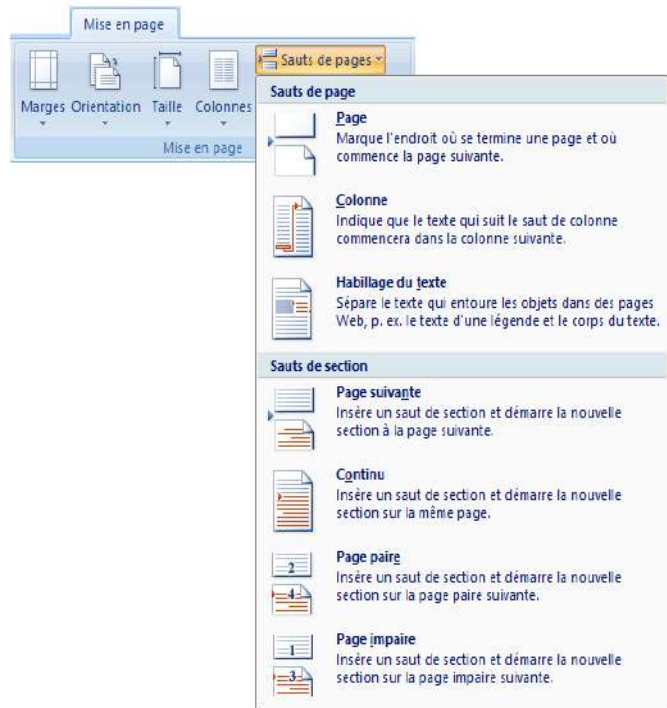 Mise en page
Sauts de pages
Marges Orientation Taille Colonnes
Mise en page
Sauts de page
Page
Marque l'endroit où se termine une page et où
commence la page suivante.
Colonne
Indique que le texte qui suit le saut de colonne
commencera dans la colonne suivante.
Habillage du texte
Sépare le texte qui entoure les objets dans des pages
Web, p. ex. le texte d'une légende et le corps du texte.
Sauts de section
Page suivante
Insère un saut de section et démarre la nouvelle
section à la page suivante.
Continu
Insère un saut de section et démarre la nouvelle
section sur la même page.
Page paire
2
Insère un saut de section et démarre la nouvelle
4
section sur la page paire suivante.
Page impaire
1
Insère un saut de section et démarre la nouvelle
3
section sur la page impaire suivante.